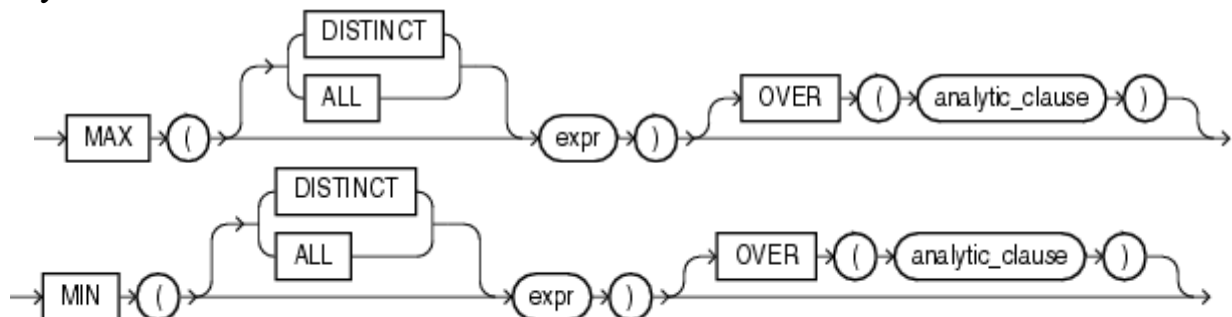 DISTINCT
ALL
OVER ( analytic_clause )
MAX ( expr )
DISTINCT
ALL
OVER ( analytic_clause )
MIN ( expr )